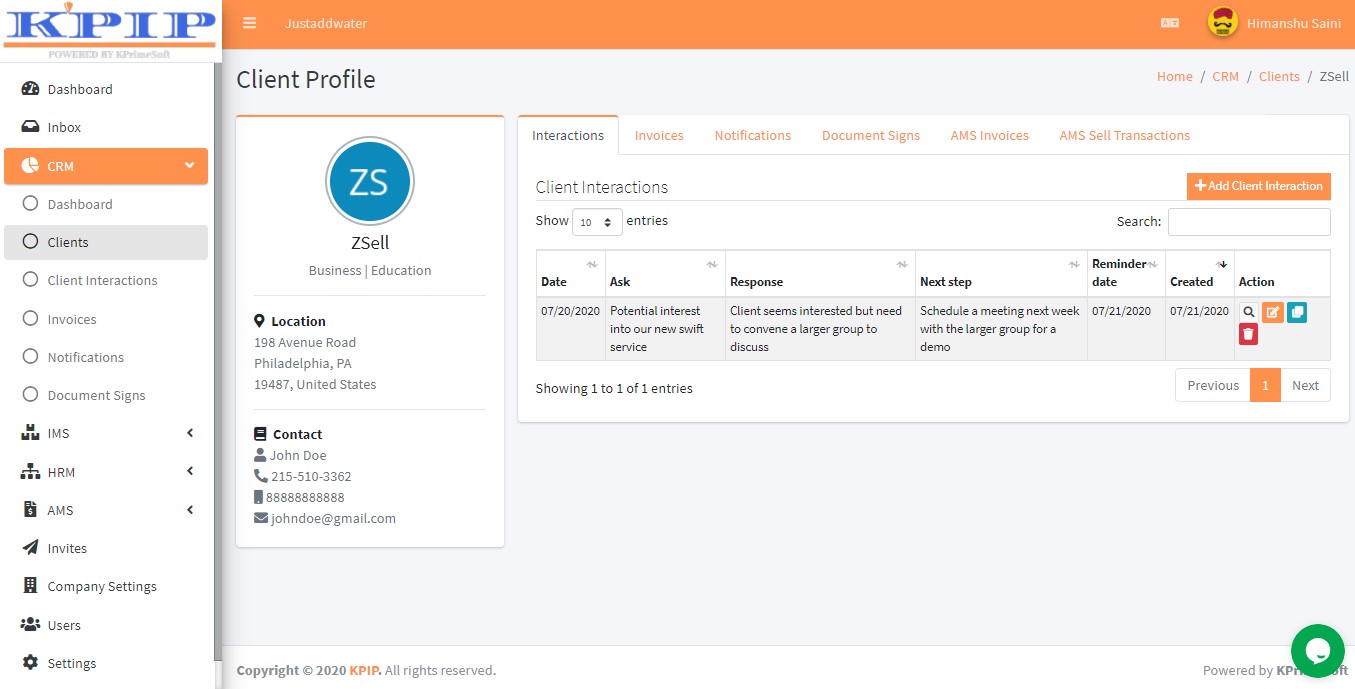 KPIP
POWERED BY KPrimeSoft
Dashboard
Inbox
CRM
Dashboard
Clients
Client Interactions
Invoices
Notifications
Document Signs
IMS
HRM
AMS
Invites
Company Settings
Users
Settings
Justaddwater
Himanshu Saini
Client Profile
Home / CRM / Clients / ZSell
ZS
ZSell
Business | Education
Location
198 Avenue Road
Philadelphia, PA
19487, United States
Contact
John Doe
215-510-3362
88888888888
johndoe@gmail.com
Interactions Invoices Notifications Document Signs AMS Invoices AMS Sell Transactions
Client Interactions
Add Client Interaction
Show 10 entries
Search:
Date Ask Response Next step Reminder date Created Action
07/20/2020
Potential interest
into our new swift
service
Client seems interested but need
to convene a larger group to
discuss
Schedule a meeting next week
with the larger group for a
demo
07/21/2020
07/21/2020
Showing 1 to 1 of 1 entries
Previous 1 Next
Copyright © 2020 KPIP. All rights reserved.
Powered by